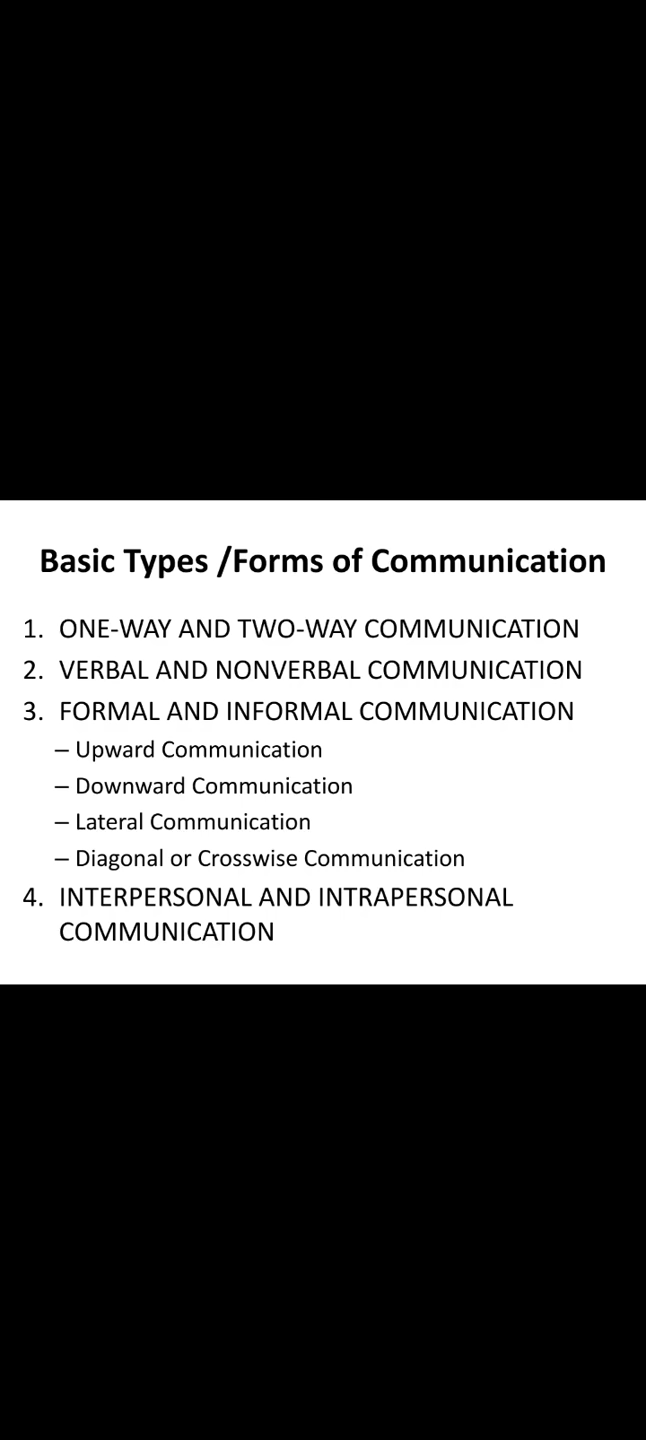 Basic Types /Forms of Communication
1. ONE-WAY AND TWO-WAY COMMUNICATION
2. VERBAL AND NONVERBAL COMMUNICATION
3. FORMAL AND INFORMAL COMMUNICATION
– Upward Communication
– Downward Communication
– Lateral Communication
– Diagonal or Crosswise Communication
4. INTERPERSONAL AND INTRAPERSONAL
COMMUNICATION